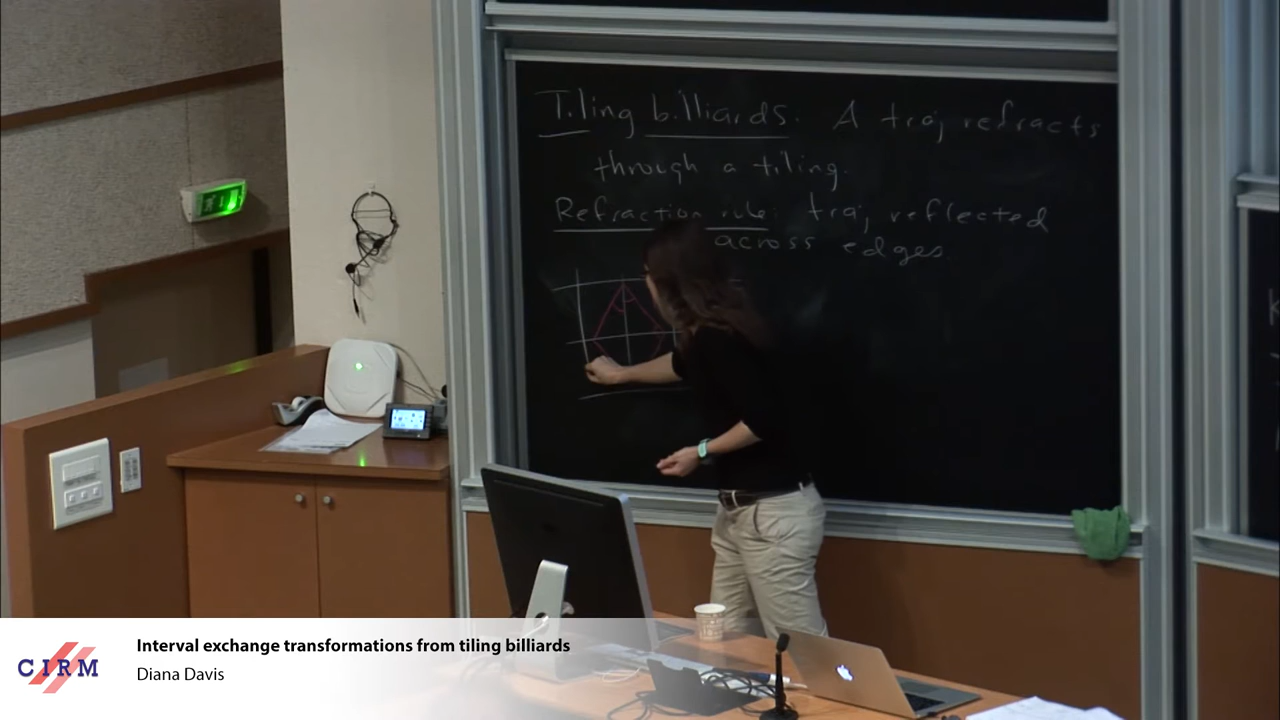 Tiling billiards: A traj refracts
through a tiling.
Refraction rule: traj reflected
across edges
CIRM
Interval exchange transformations from tiling billiards
Diana Davis